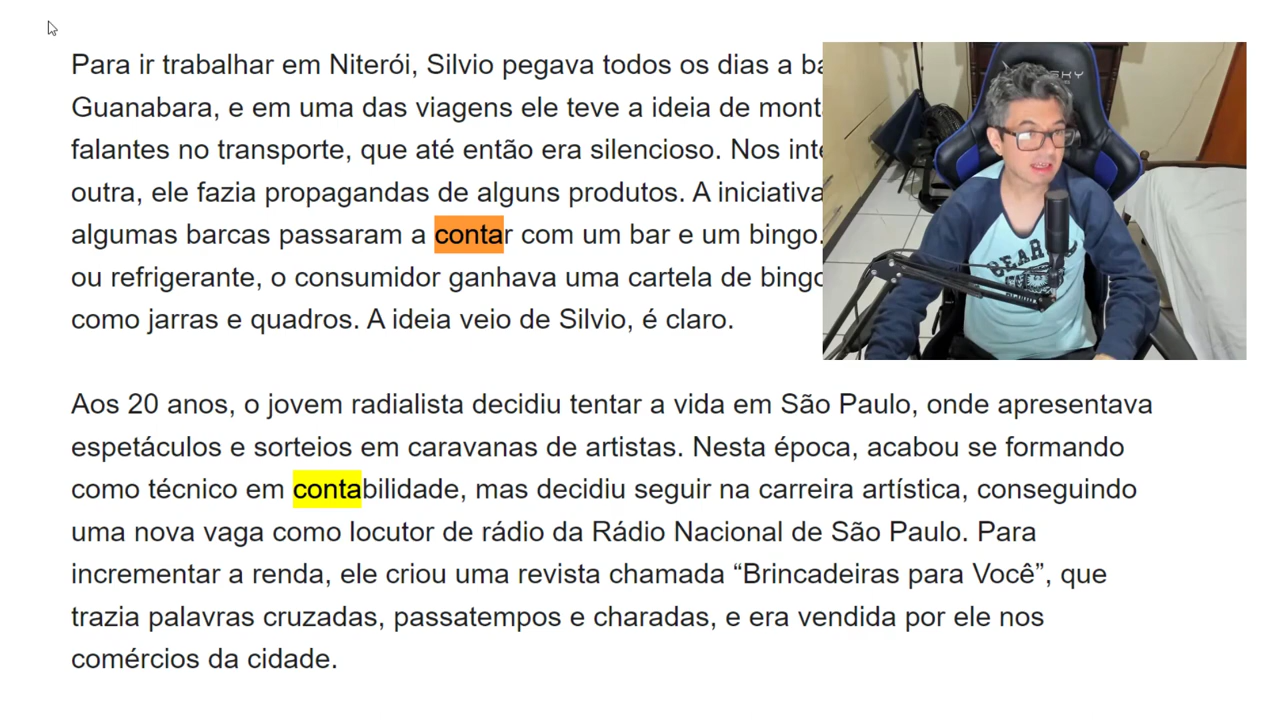 Para ir trabalhar em Niterói, Silvio pegava todos os dias a
Guanabara, e em uma das viagens ele teve a ideia de
falantes no transporte, que até então era silencioso. Nos
outra, ele fazia propagandas de alguns produtos. A iniciativa
algumas barcas passaram a contar com um bar e um bingo.
ou refrigerante, o consumidor ganhava uma cartela de bingo
como jarras e quadros. A ideia veio de Silvio, é claro.
Aos 20 anos, o jovem radialista decidiu tentar a vida em São Paulo, onde apresentava
espetáculos e sorteios em caravanas de artistas. Nesta época, acabou se formando
como técnico em contabilidade, mas decidiu seguir na carreira artística, conseguindo
uma nova vaga como locutor de rádio da Rádio Nacional de São Paulo. Para
incrementar a renda, ele criou uma revista chamada “Brincadeiras para Você”, que
trazia palavras cruzadas, passatempos e charadas, e era vendida por ele nos
comércios da cidade.